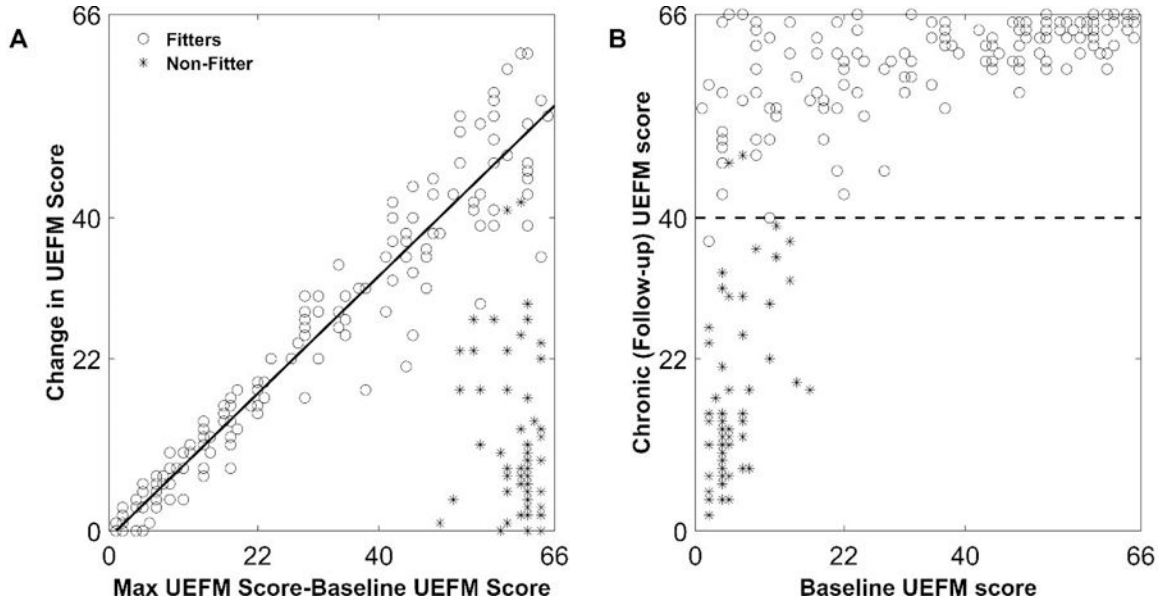 A
66
40
22
0
Change in UEFM Score
Fitters
Non-Fitter
0 22 40 66
Max UEFM Score-Baseline UEFM Score
B
66
40
22
0
Chronic (Follow-up) UEFM score
0 22 40 66
Baseline UEFM score